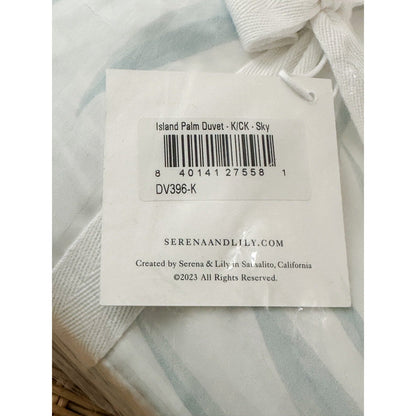 Island Palm Duvet - K/CK - Sky
8 40141 27558 1
DV396-K
SERENAANDLILY.COM
Created by Serena & Lily in Sausalito, California
©2023 All Rights Reserved.